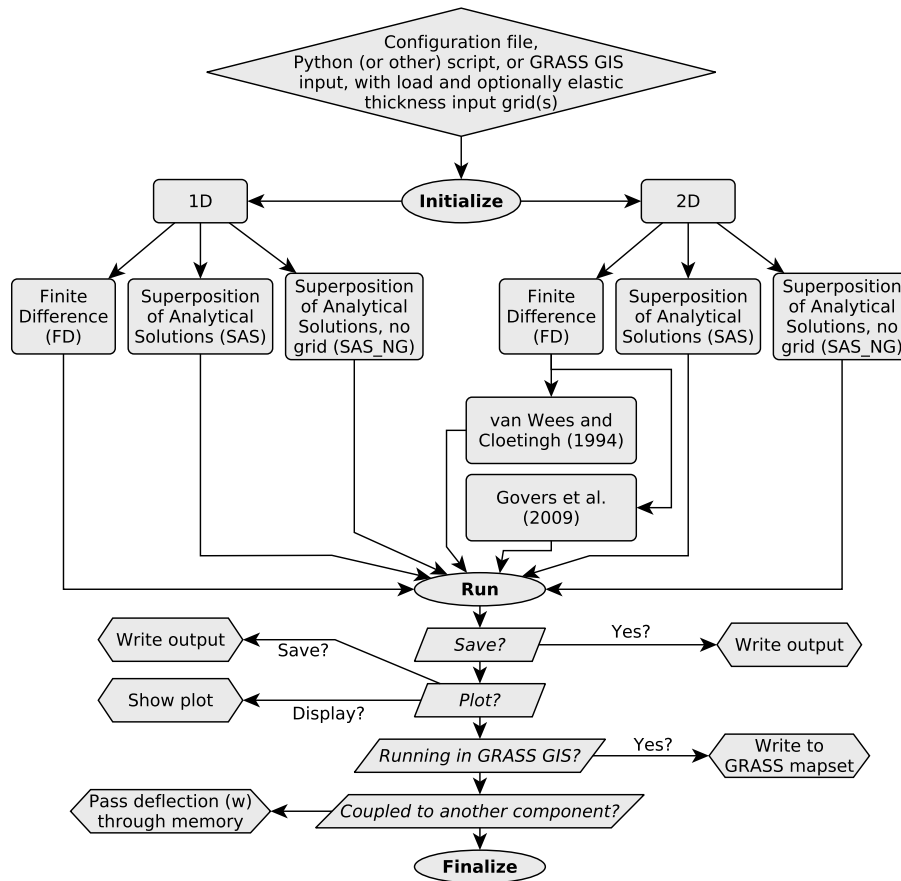 Configuration file,
Python (or other) script, or GRASS GIS
input, with load and optionally elastic
thickness input grid(s)
1D
Initialize
2D
Finite
Difference
(FD)
Superposition
of Analytical
Solutions (SAS)
Superposition
of Analytical
Solutions, no
grid (SAS_NG)
Finite
Difference
(FD)
Superposition
of Analytical
Solutions (SAS)
Superposition
of Analytical
Solutions, no
grid (SAS_NG)
van Wees and
Cloetingh (1994)
Govers et al.
(2009)
Run
Save?
Yes?
Write output
Write output
Save?
Plot?
Show plot
Display?
Running in GRASS GIS?
Yes?
Write to
GRASS mapset
Pass deflection (w)
through memory
Coupled to another component?
Finalize